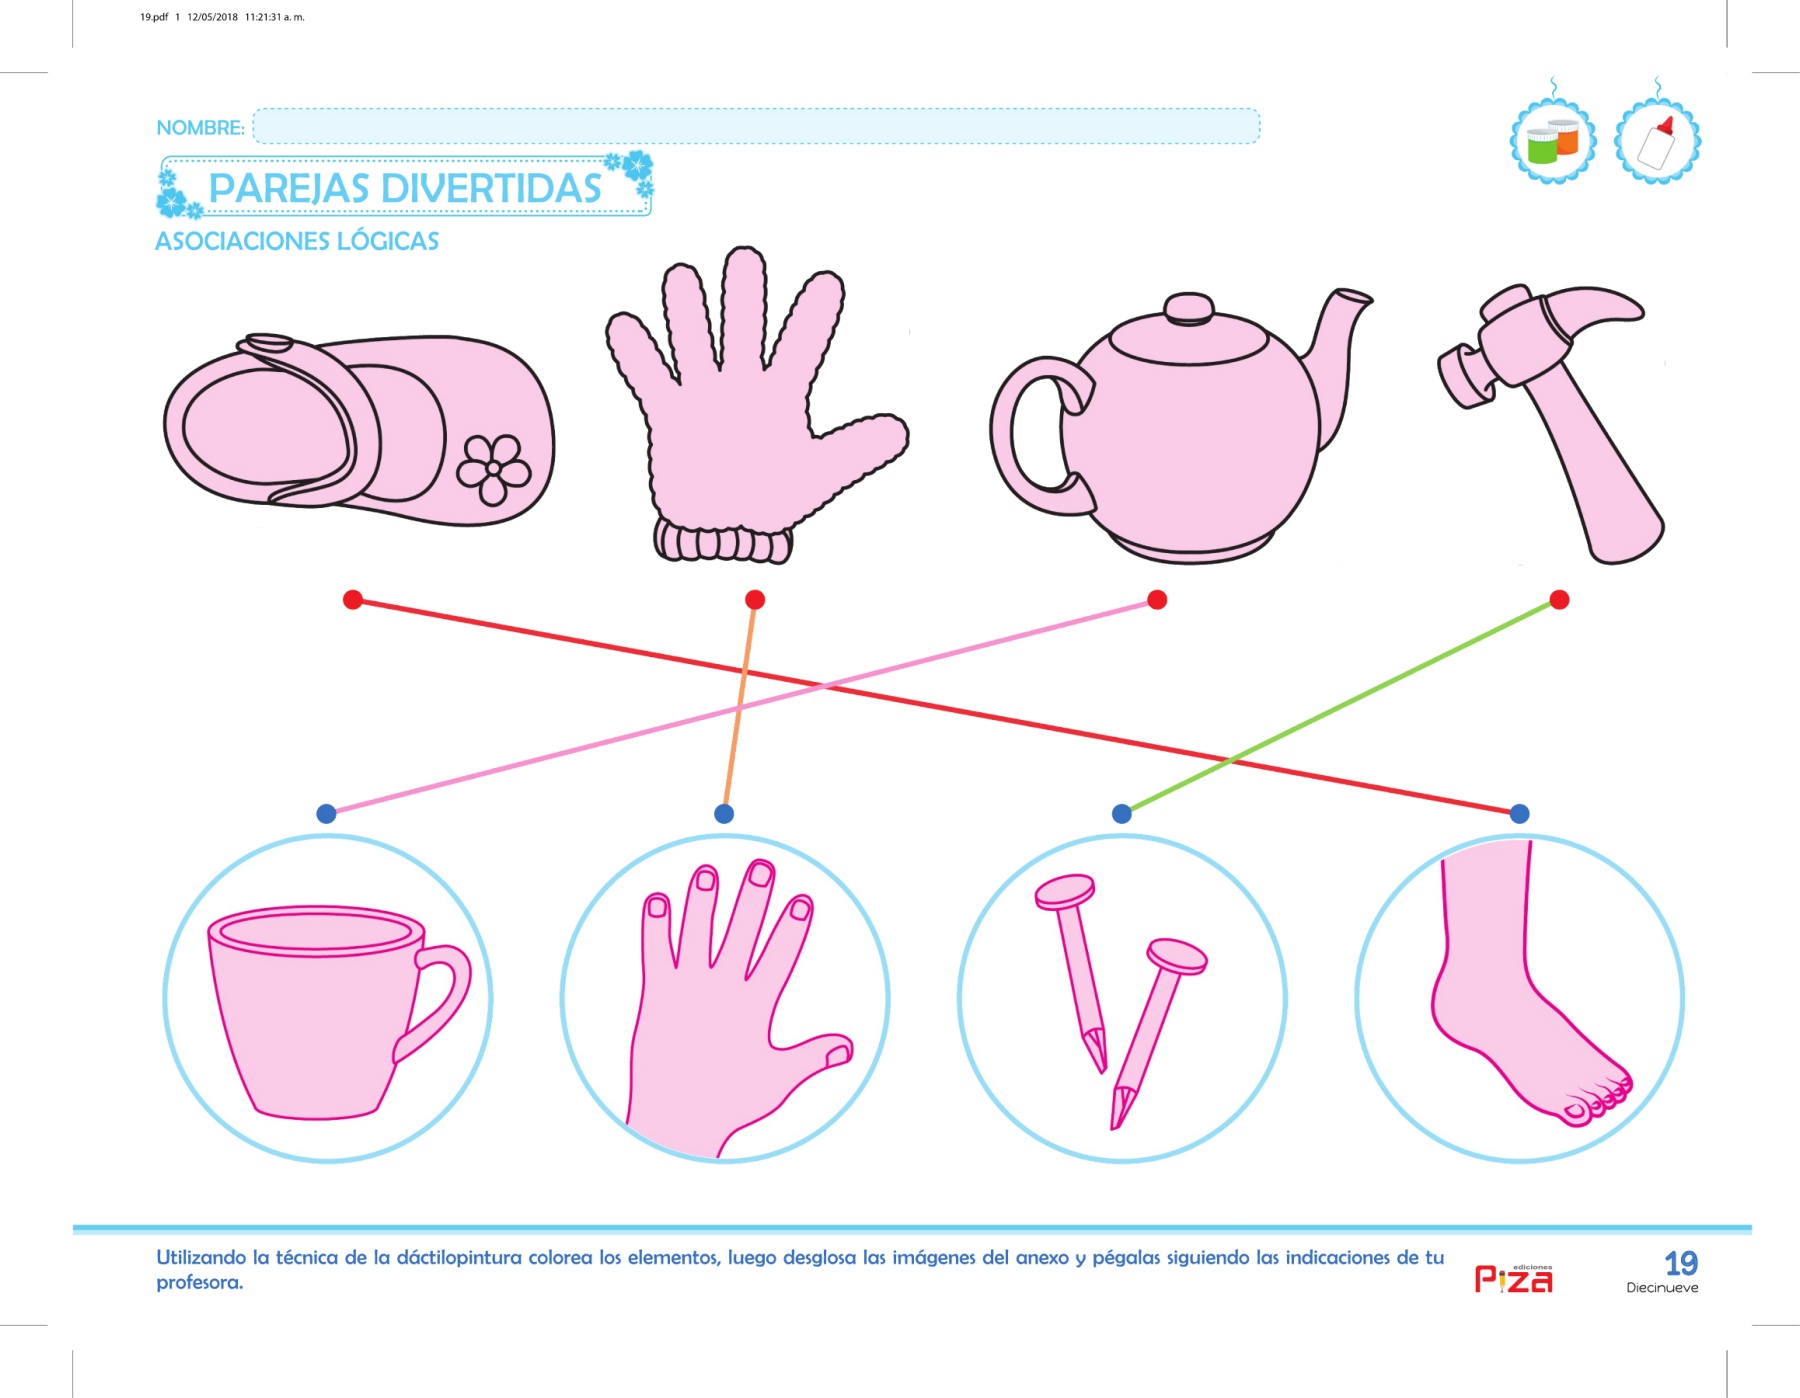 19.pdf 1 12/05/2018 11:21:31 a. m.
NOMBRE:
PAREJAS DIVERTIDAS
ASOCIACIONES LÓGICAS
Utilizando la técnica de la dáctilopintura colorea los elementos, luego desglosa las imágenes del anexo y pégalas siguiendo las indicaciones de tu
profesora.
ediciones
Piza
19
Diecinueve